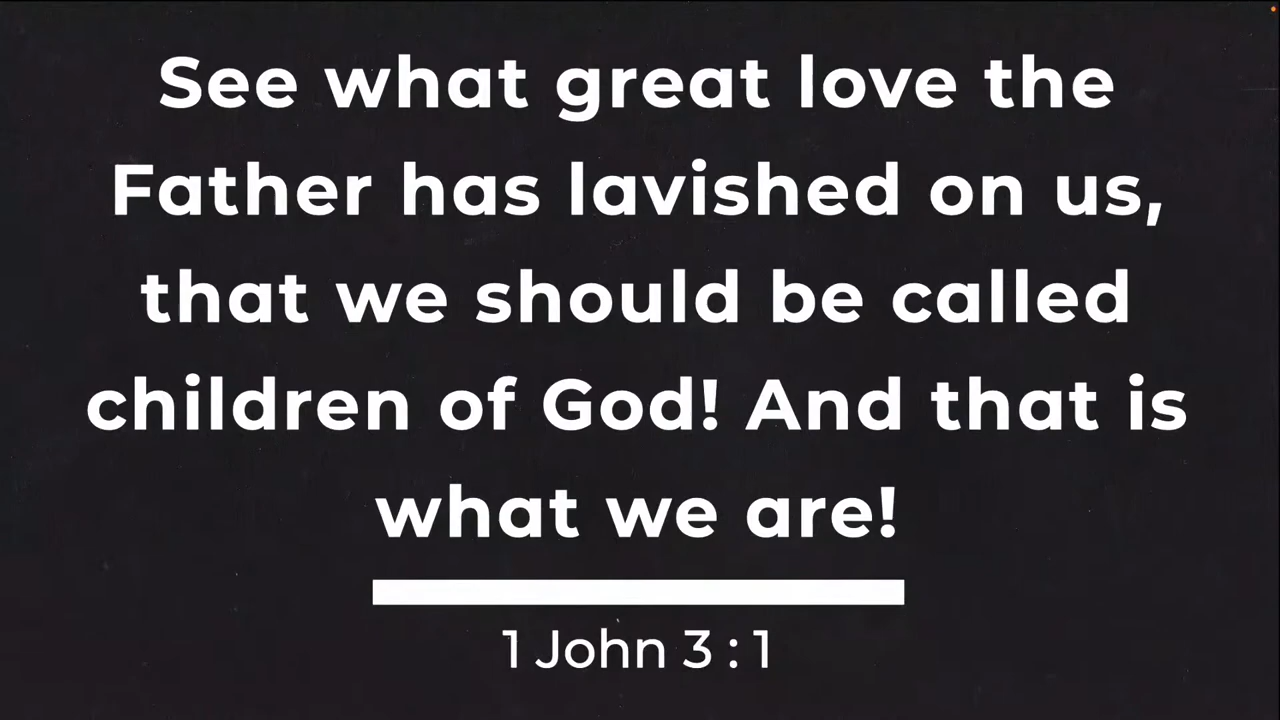 See what great love the
Father has lavished on us,
that we should be called
children of God! And that is
what we are!
1 John 3 : 1